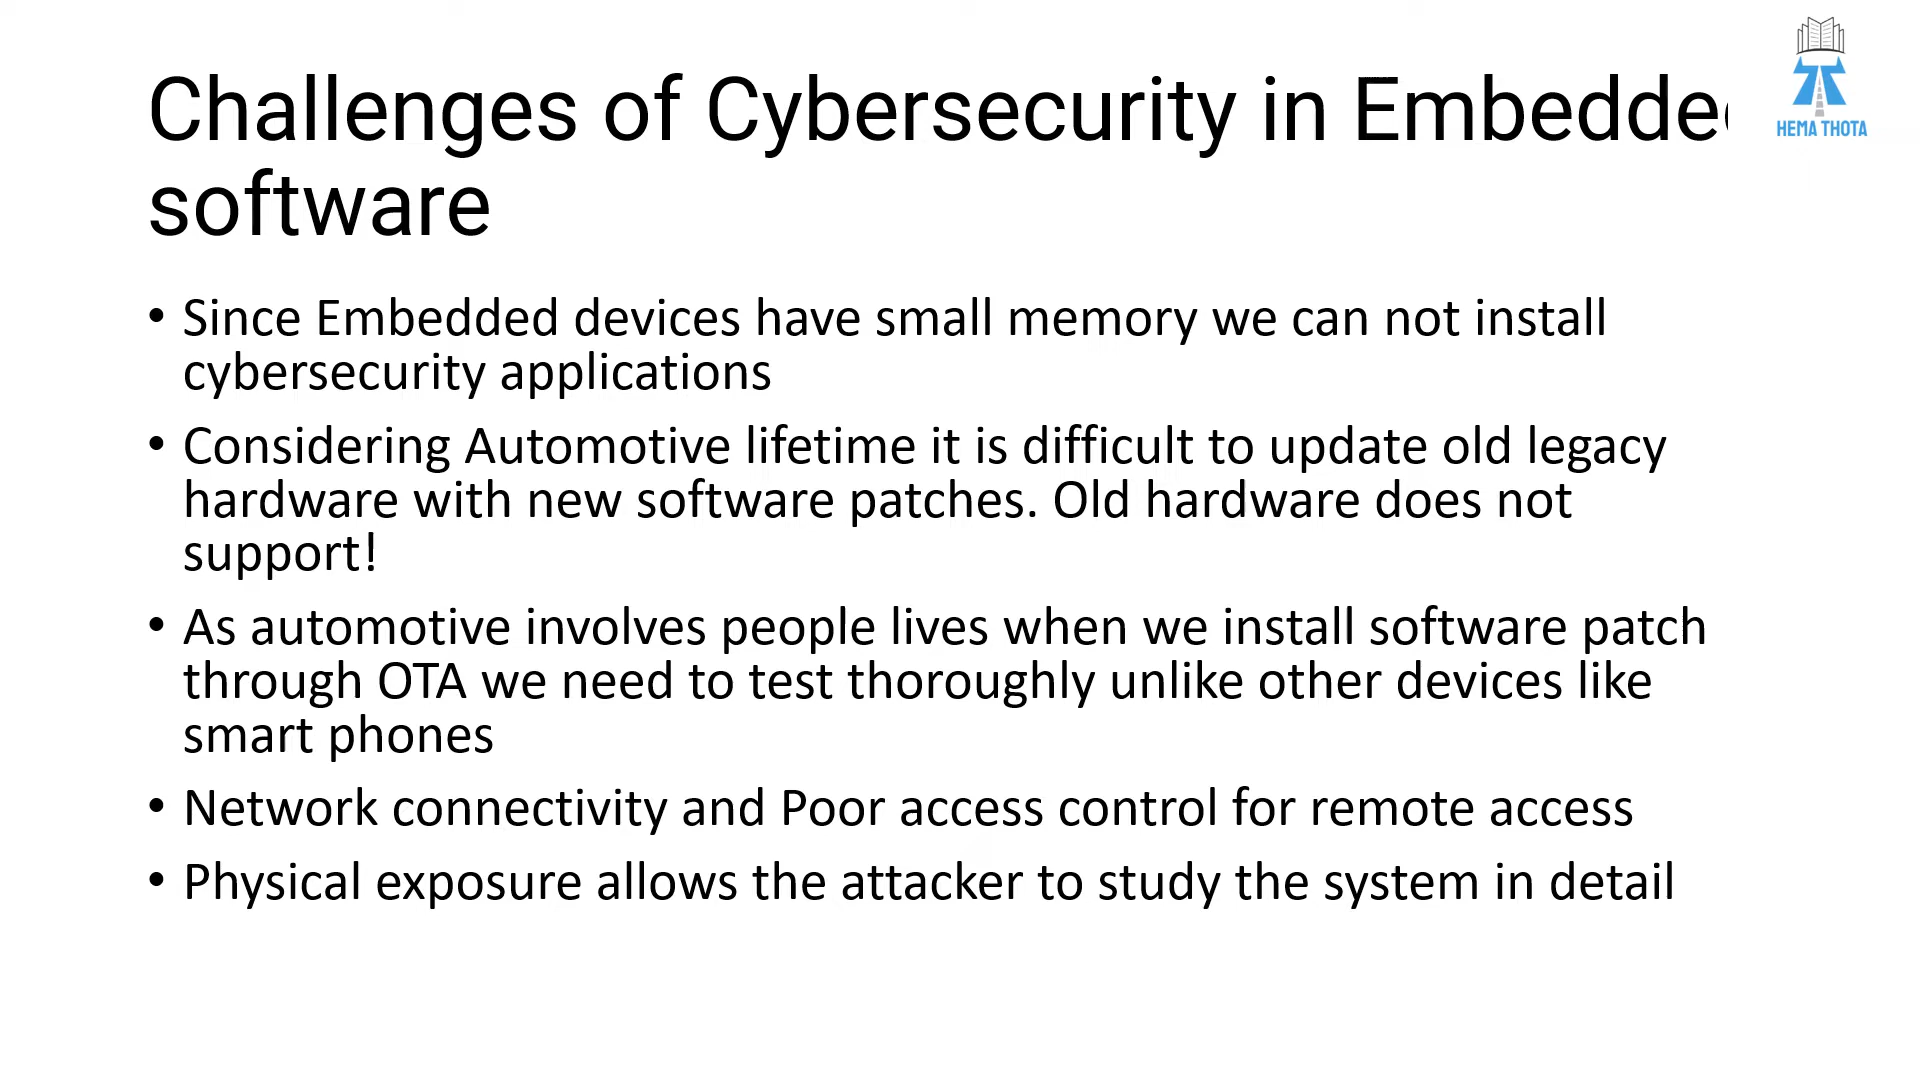 Challenges of Cybersecurity in Embedded
software
HEMA THOTA
• Since Embedded devices have small memory we can not install
cybersecurity applications
• Considering Automotive lifetime it is difficult to update old legacy
hardware with new software patches. Old hardware does not
support!
• As automotive involves people lives when we install software patch
through OTA we need to test thoroughly unlike other devices like
smart phones
• Network connectivity and Poor access control for remote access
• Physical exposure allows the attacker to study the system in detail